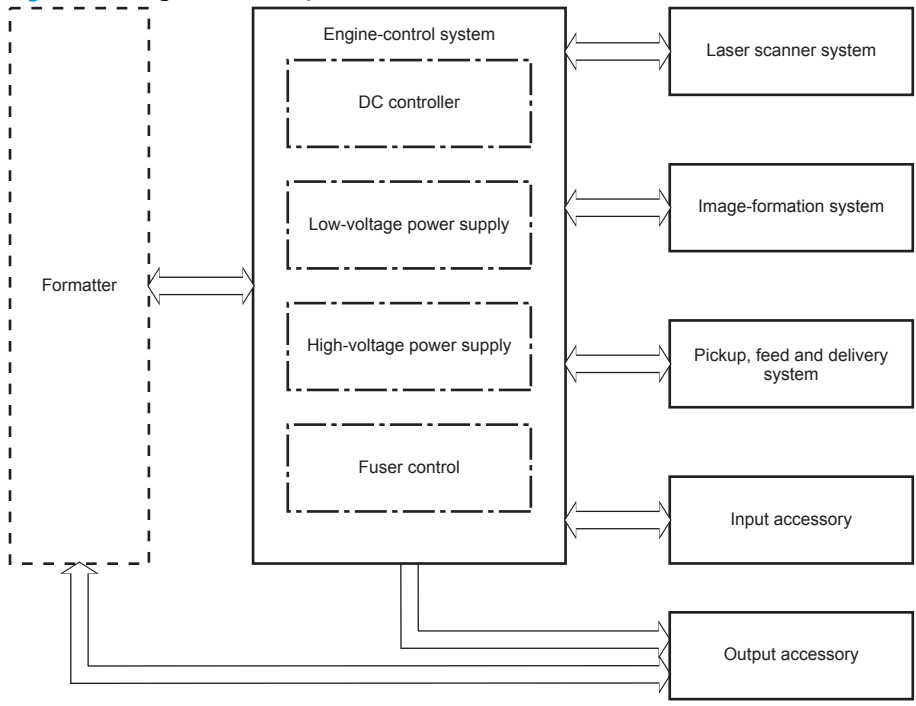 Engine-control system
Laser scanner system
DC controller
Image-formation system
Low-voltage power supply
Formatter
High-voltage power supply
Pickup, feed and delivery
system
Fuser control
Input accessory
Output accessory